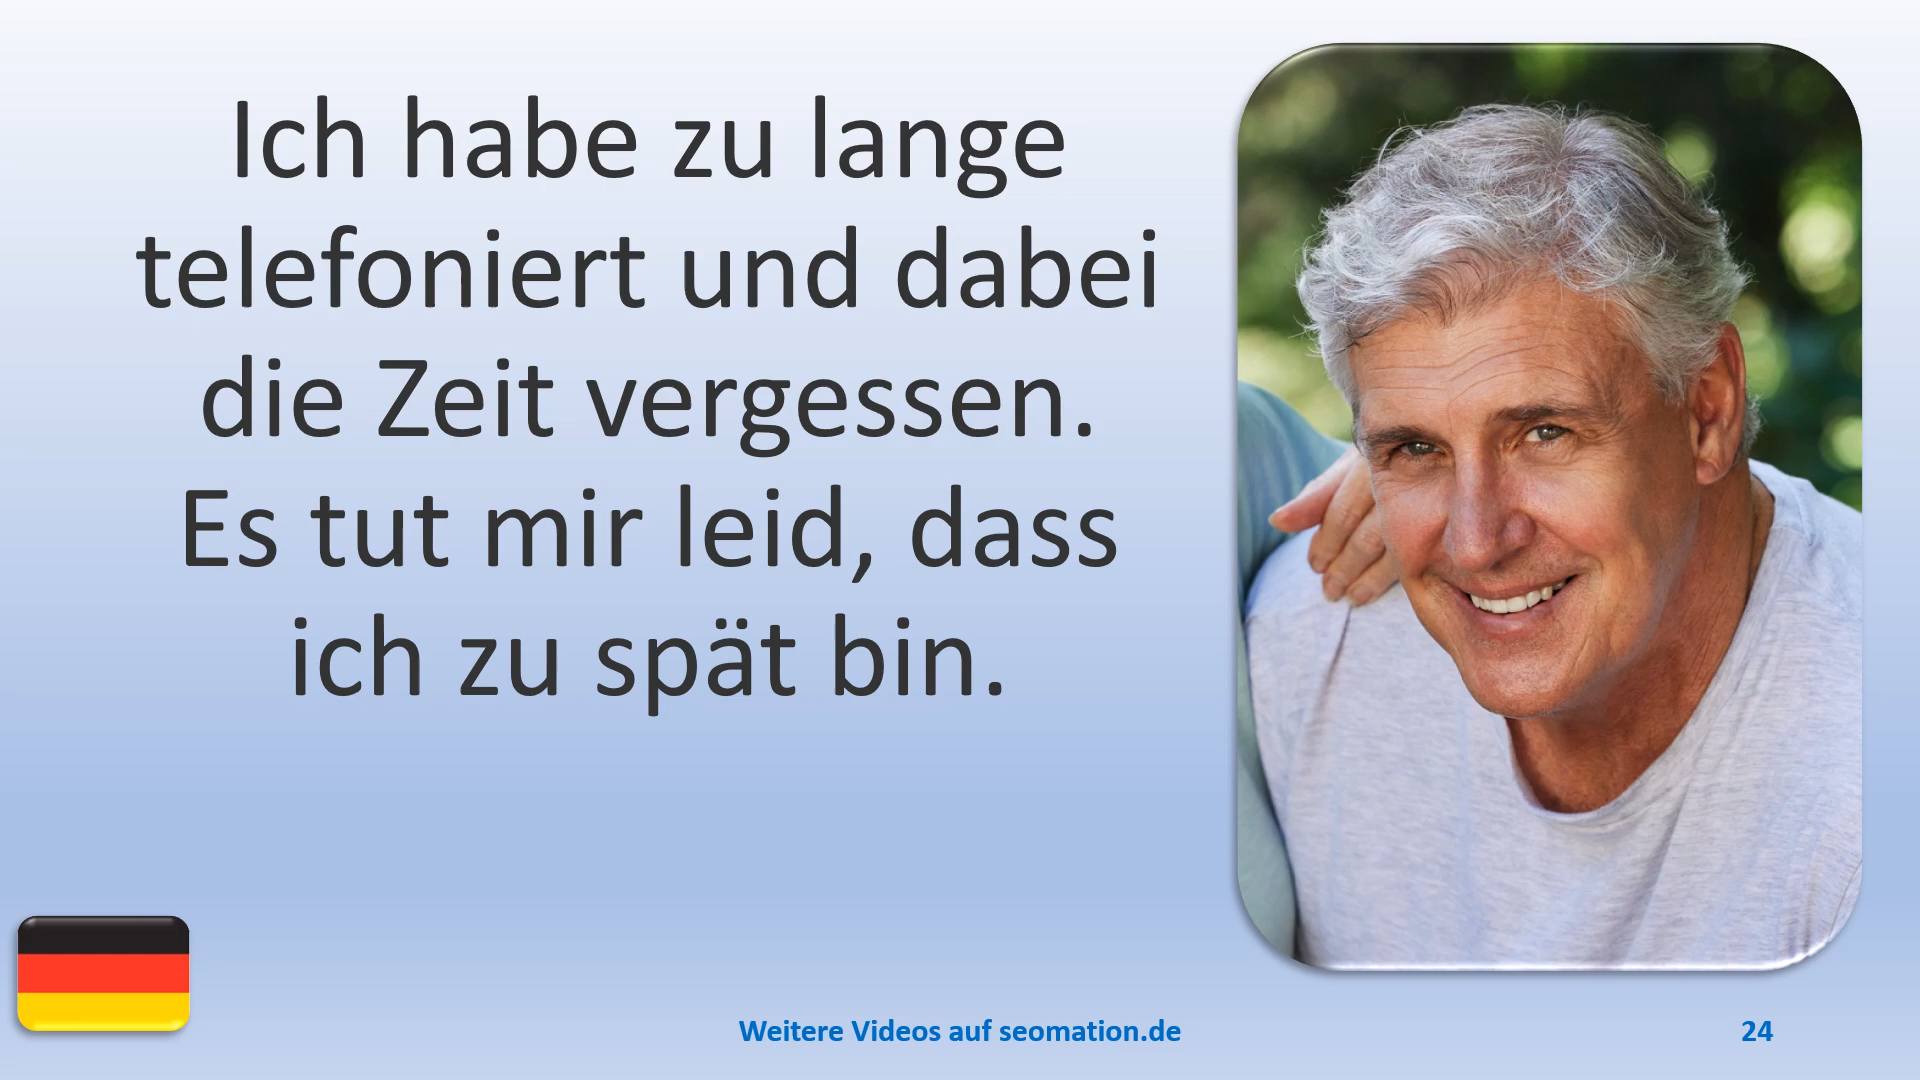 Ich habe zu lange
telefoniert und dabei
die Zeit vergessen.
Es tut mir leid, dass
ich zu spät bin.
Weitere Videos auf seomation.de
24